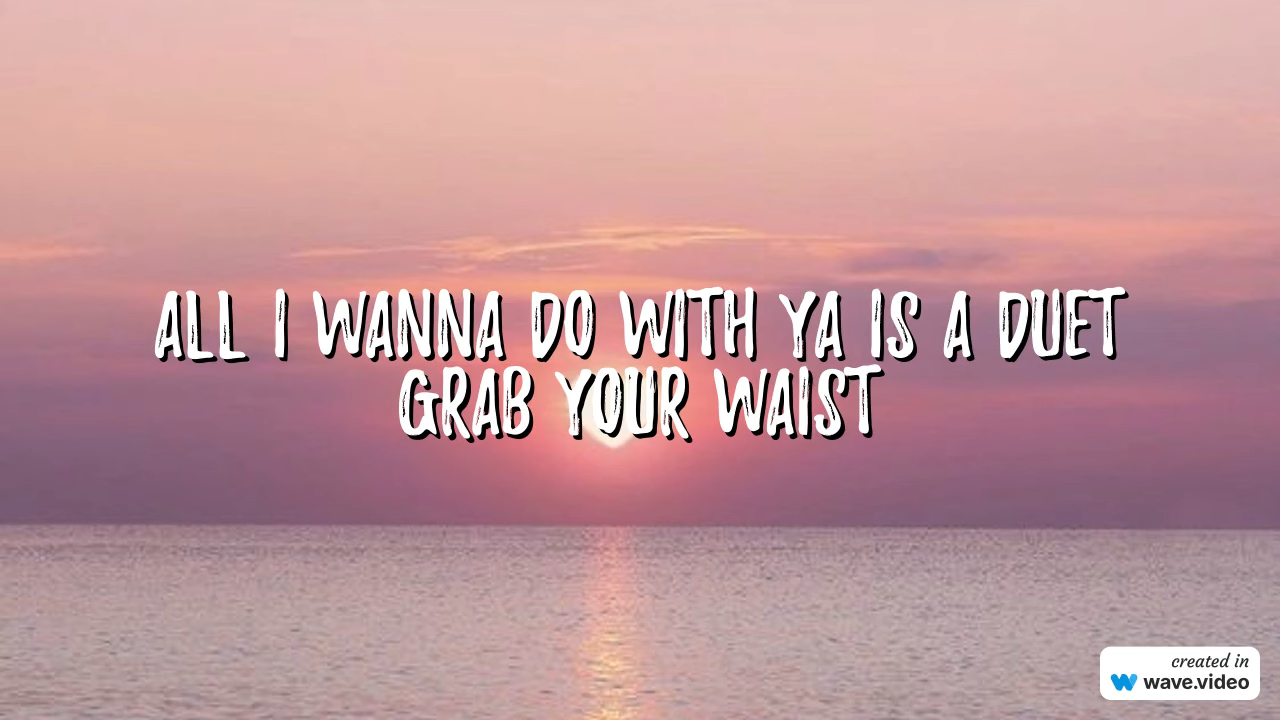 ALL I WANNA DO WITH YA IS A DUET
GRAB YOUR WAIST
created in
wave.video